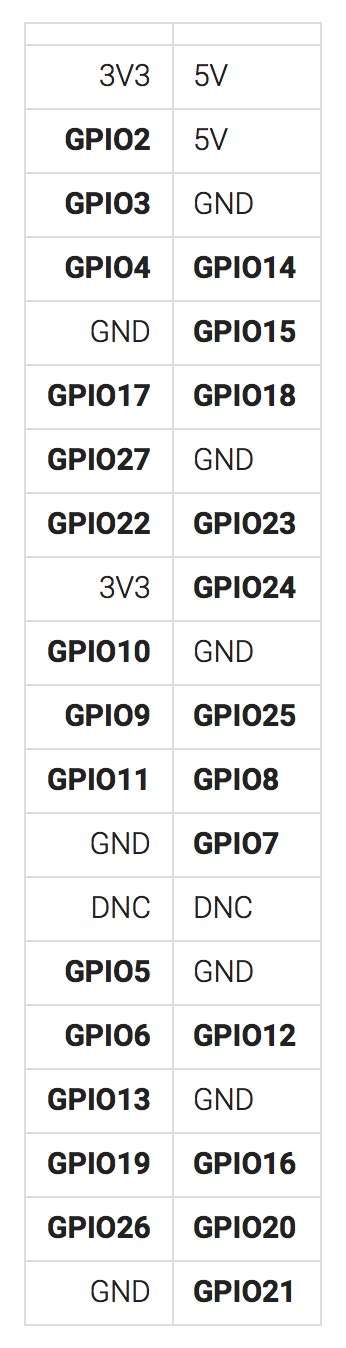 3V3 5V
GPIO2 5V
GPIO3 GND
GPIO4 GPIO14
GND GPIO15
GPIO17 GPIO18
GPIO27 GND
GPIO22 GPIO23
3V3 GPIO24
GPIO10 GND
GPIO9 GPIO25
GPIO11 GPIO8
GND GPIO7
DNC DNC
GPIO5 GND
GPIO6 GPIO12
GPIO13 GND
GPIO19 GPIO16
GPIO26 GPIO20
GND GPIO21